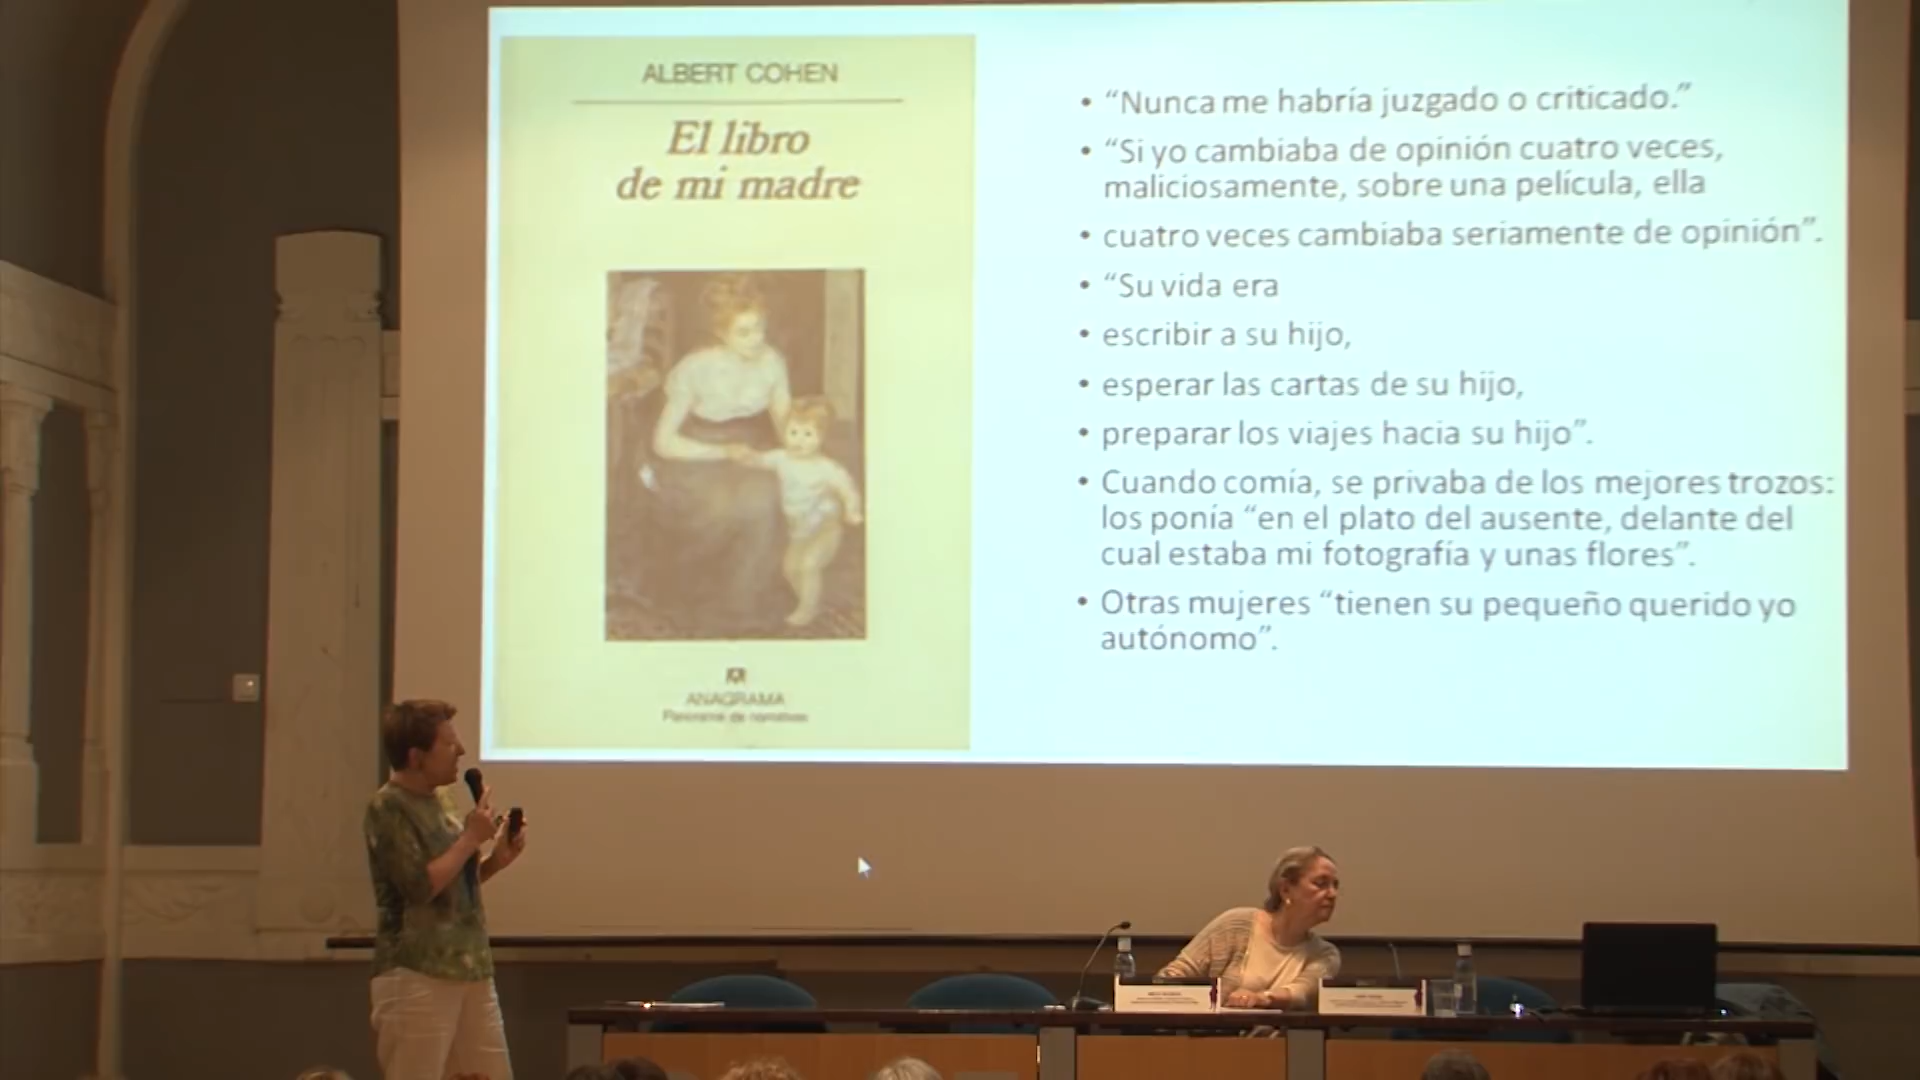 ALBERT COHEN
El libro
de mi madre
ANAGRAMA
Panorama de narrativas
• “Nunca me habría juzgado o criticado.”
• “Si yo cambiaba de opinión cuatro veces,
maliciosamente, sobre una película, ella
• cuatro veces cambiaba seriamente de opinión”.
• “Su vida era
• escribir a su hijo,
• esperar las cartas de su hijo,
• preparar los viajes hacia su hijo”.
• Cuando comía, se privaba de los mejores trozos:
los ponía “en el plato del ausente, delante del
cual estaba mi fotografía y unas flores”.
• Otras mujeres “tienen su pequeño querido yo
autónomo”.